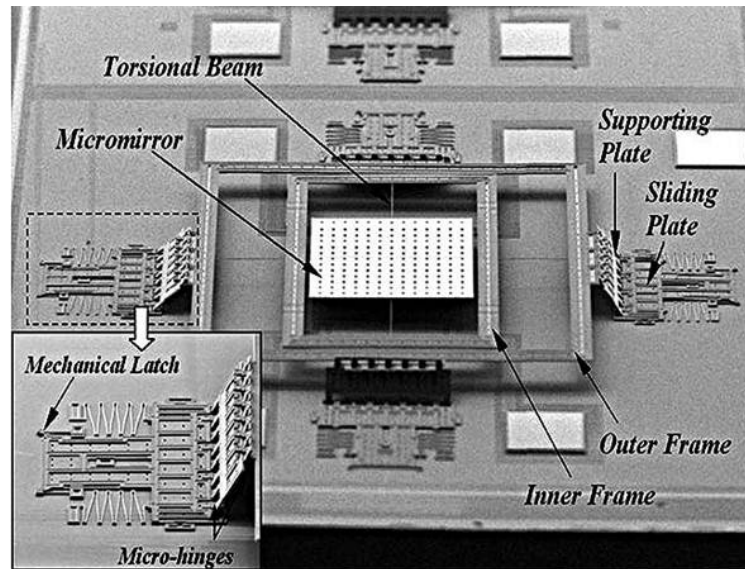 Torsional Beam
Micromirror
Supporting
Plate
Sliding
Plate
Mechanical Latch
Outer Frame
Inner Frame
Micro-hinges